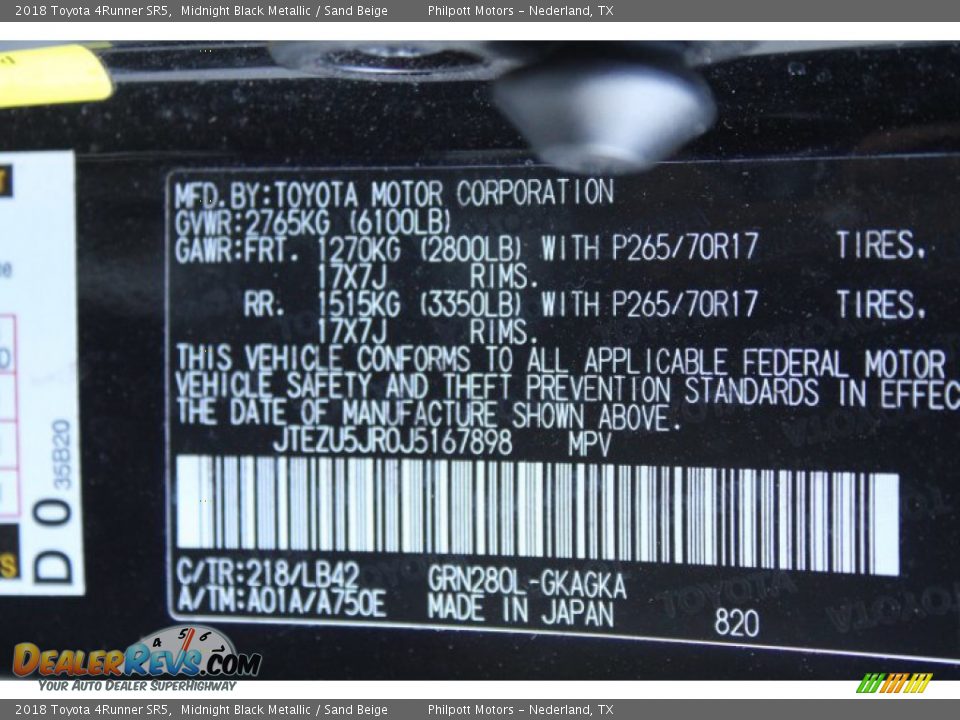 2018 Toyota 4Runner SR5,  Midnight Black Metallic / Sand Beige          Philpott Motors – Nederland, TX
MFD.BY:TOYOTA MOTOR CORPORATION
GVWR:2765KG (6100LB)
GAWR:FRT. 1270KG (2800LB) WITH P265/70R17 TIRES.
17X7J RIMS.
RR. 1515KG (3350LB) WITH P265/70R17 TIRES.
17X7J RIMS.
THIS VEHICLE CONFORMS TO ALL APPLICABLE FEDERAL MOTOR
VEHICLE SAFETY AND THEFT PREVENTION STANDARDS IN EFFEC
THE DATE OF MANUFACTURE SHOWN ABOVE.
JTEZU5JR0J5167898 MPV
C/TR:218/LB42 GRN280L-GKAGKA
A/TM:A01A/A750E MADE IN JAPAN 820
D 0 35B20
4 5 6
DEALERREVS.COM
YOUR AUTO DEALER SUPERHIGHWAY
2018 Toyota 4Runner SR5,  Midnight Black Metallic / Sand Beige          Philpott Motors – Nederland, TX